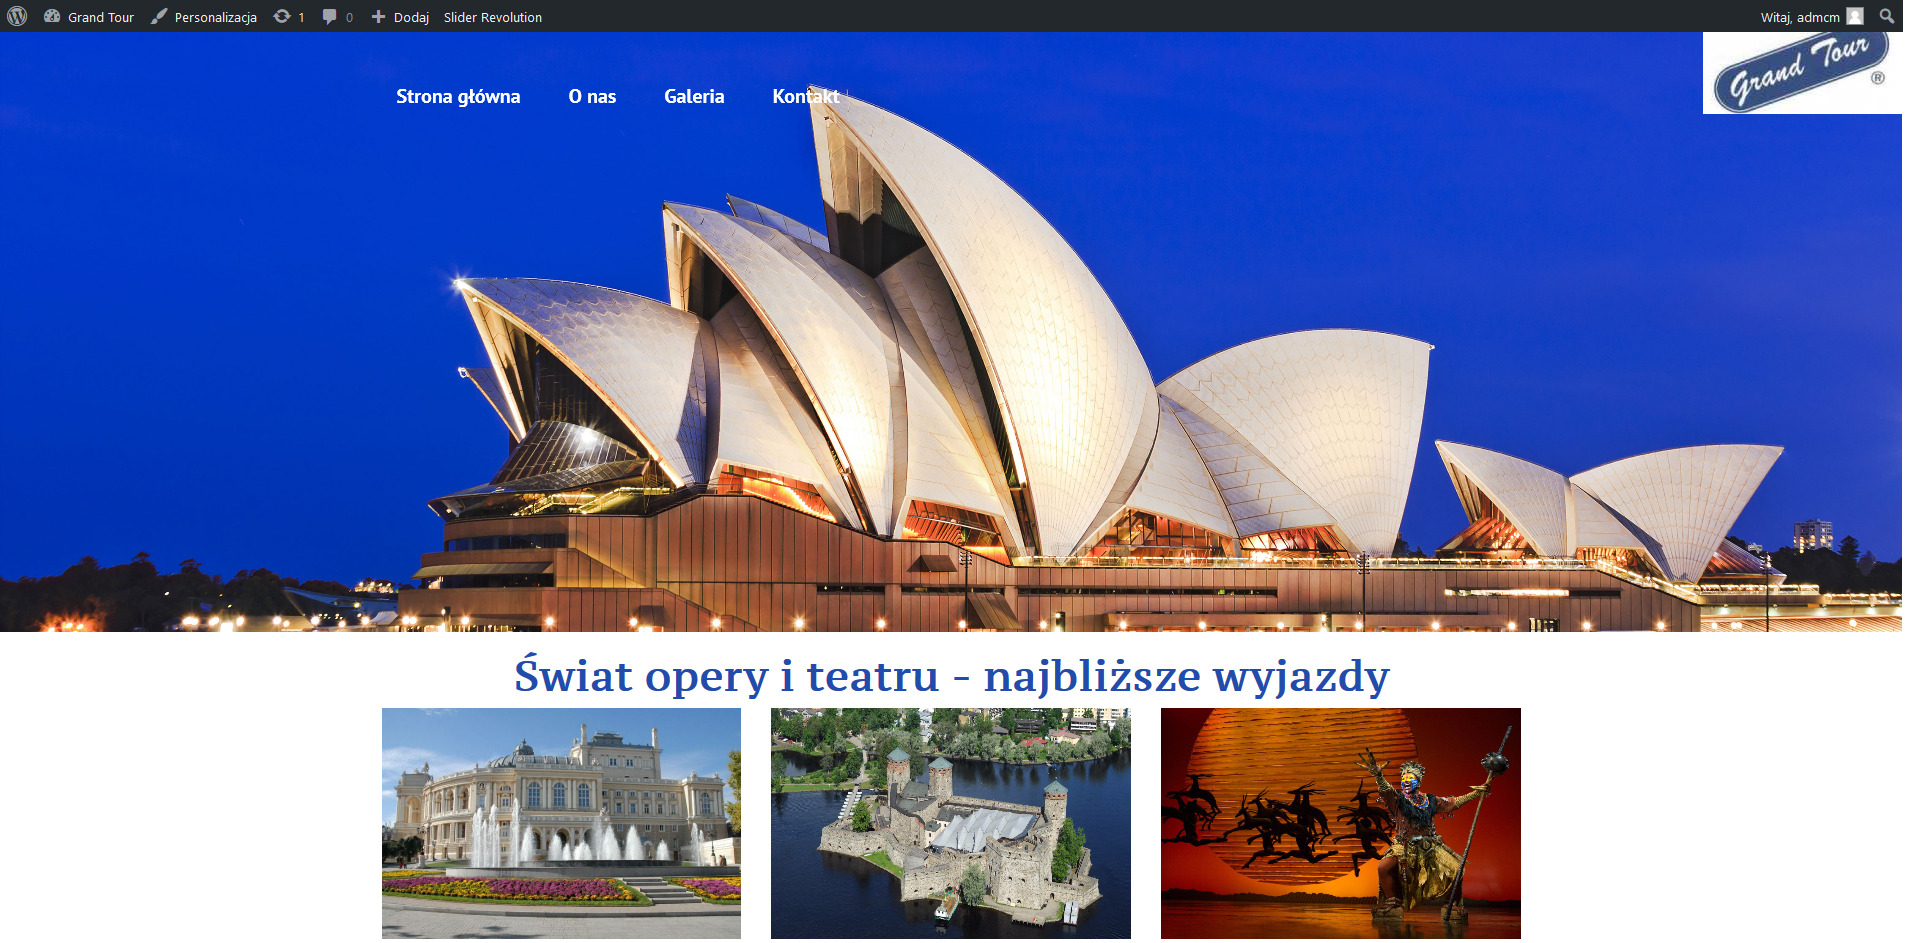 Grand Tour
Personalizacja
1
0
Dodaj
Slider Revolution
Witaj, admcm
Strona główna
O nas
Galeria
Kontakt
Grand Tour ®
Świat opery i teatru - najbliższe wyjazdy